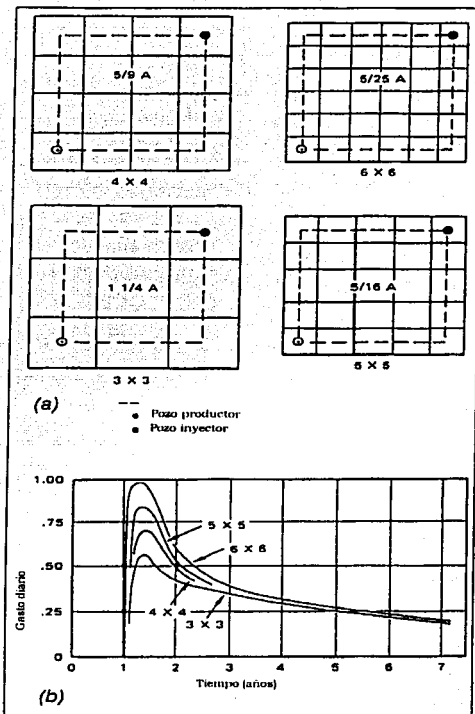 5/9 A
5/25 A
4 X 4
6 X 6
1 1/4 A
5/16 A
3 X 3
5 X 5
(a)
Pozo productor
Pozo inyector
1.00
.75
.50
.25
0
Gasto diario
5 X 5
6 X 6
4 X 4
3 X 3
0 1 2 3 4 5 6 7
Tiempo (años)
(b)